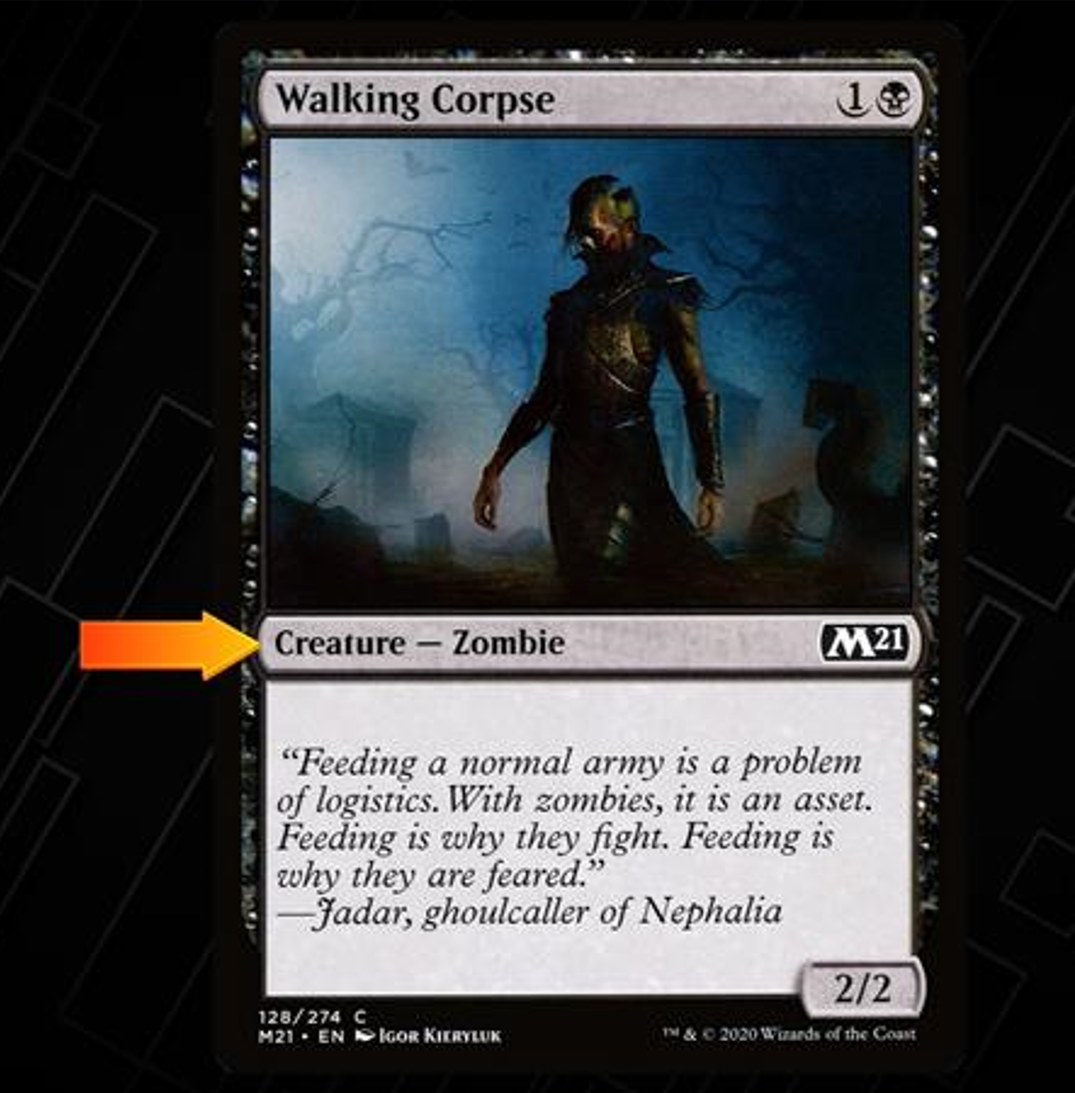 Walking Corpse 1
Creature — Zombie M21
“Feeding a normal army is a problem
of logistics. With zombies, it is an asset.
Feeding is why they fight. Feeding is
why they are feared.”
—Jadar, ghoulcaller of Nephalia
2/2
128/274 C
M21 • EN Igor Kieryluk ™ & © 2020 Wizards of the Coast